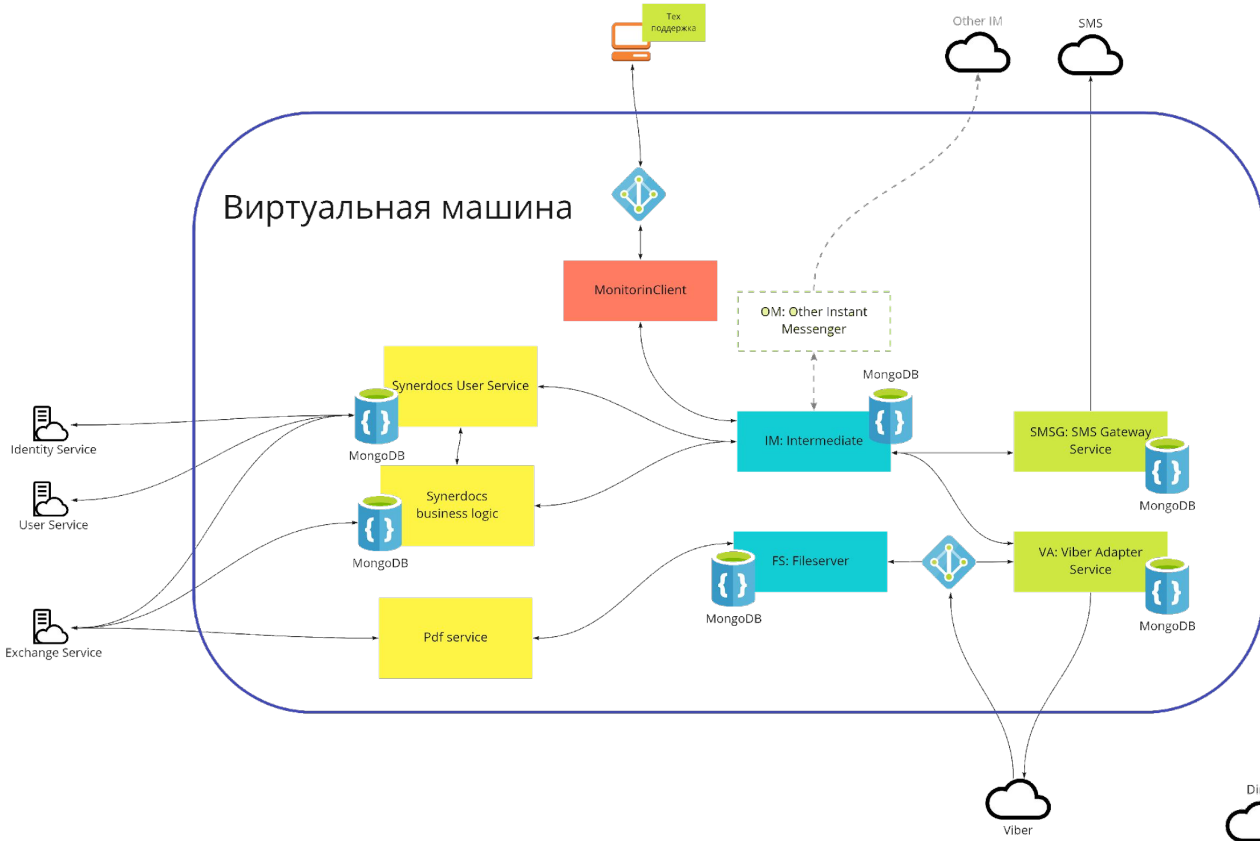 Тех
поддержка
Other IM
SMS
Виртуальная машина
MonitorinClient
OM: Other Instant
Messenger
Synerdocs User Service
MongoDB
MongoDB
IM: Intermediate
SMSG: SMS Gateway
Service
MongoDB
Identity Service
User Service
Synerdocs
business logic
MongoDB
FS: Fileserver
MongoDB
VA: Viber Adapter
Service
MongoDB
Exchange Service
Pdf service
Viber